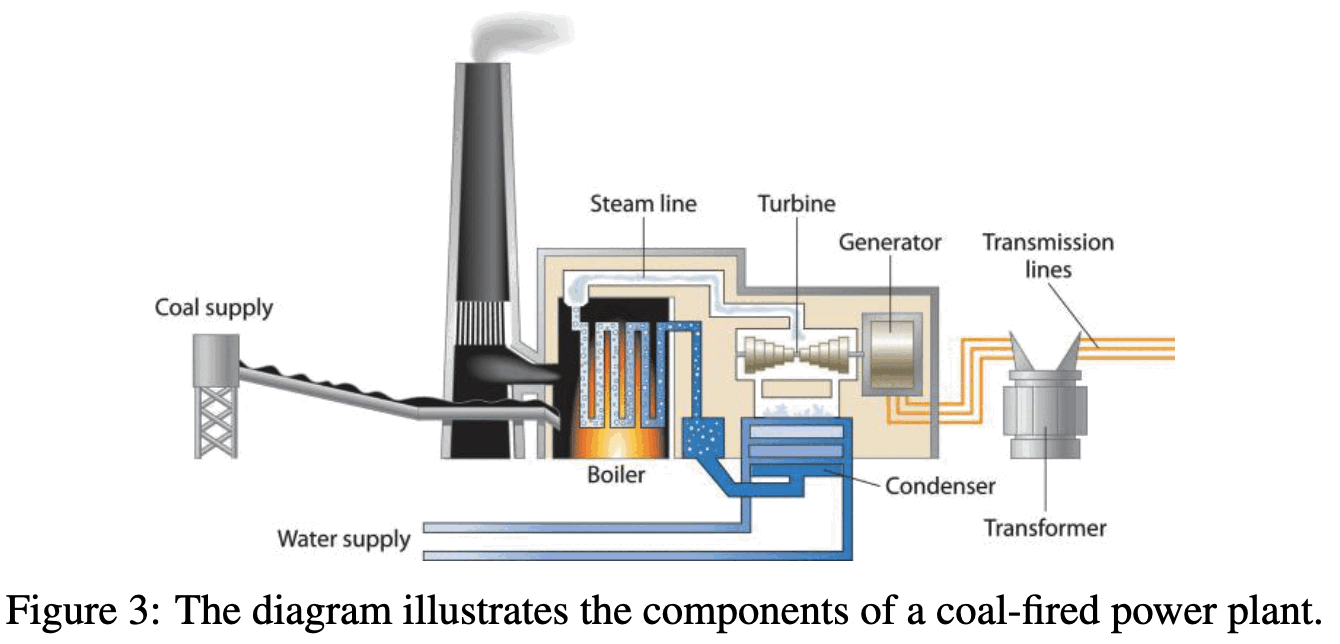 Steam line
Turbine
Generator
Transmission
lines
Coal supply
Boiler
Condenser
Water supply
Transformer
Figure 3: The diagram illustrates the components of a coal-fired power plant.